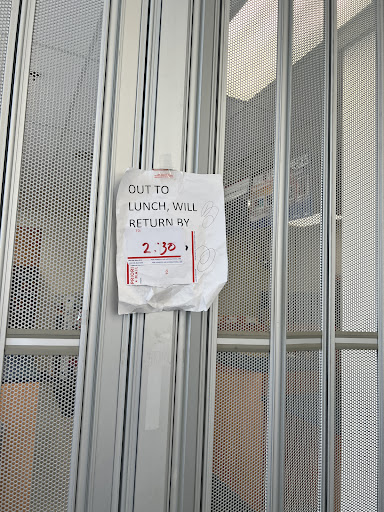 OUT TO
LUNCH, WILL
RETURN BY
2:30